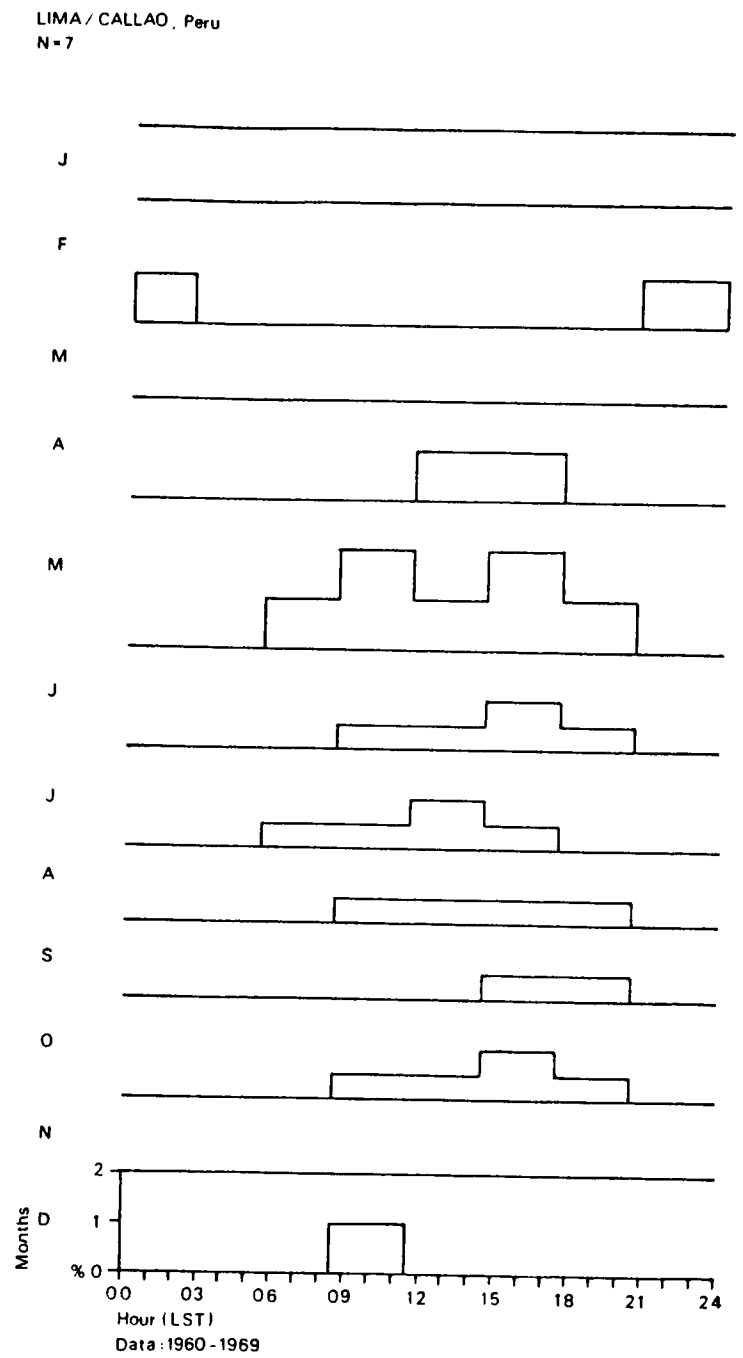 LIMA / CALLAO, Peru
N=7
J
F
M
A
M
J
J
A
S
O
N
D
2
1
% 0
Months
00 03 06 09 12 15 18 21 24
Hour (LST)
Data: 1960-1969